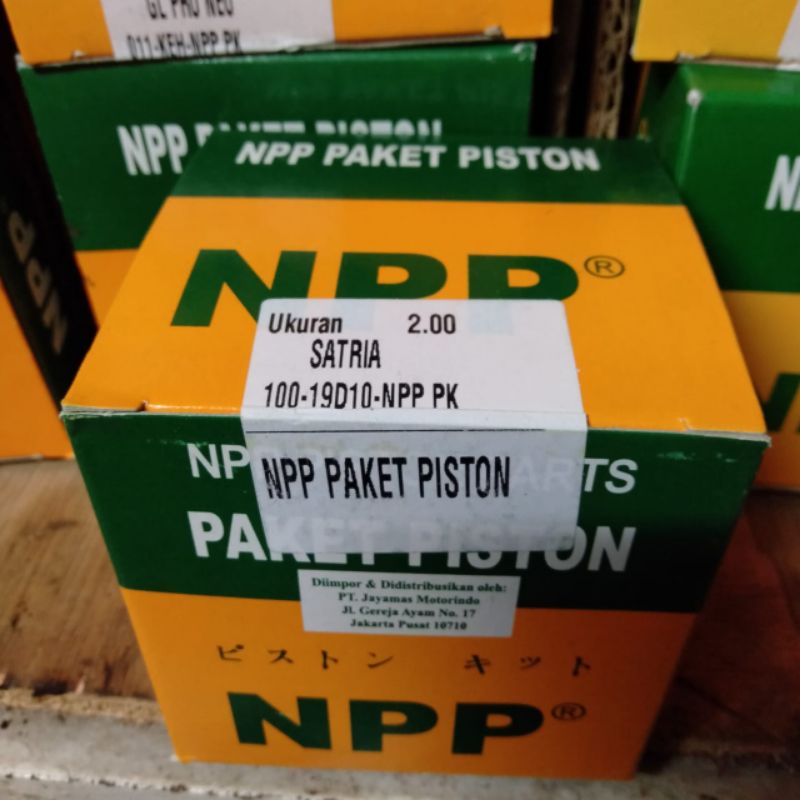 GL PRO NEO
011-KEH-NPP PK
NPP PAKET PISTON
NPP PAKET PISTON
NPP®
Ukuran 2.00
SATRIA
100-19D10-NPP PK
NPP PAKET PISTON
PAKET PISTON
Diimpor & Didistribusikan oleh:
PT. Jayamas Motorindo
Jl. Gereja Ayam No. 17
Jakarta Pusat 10710
ピストン キット
NPP®
NPP